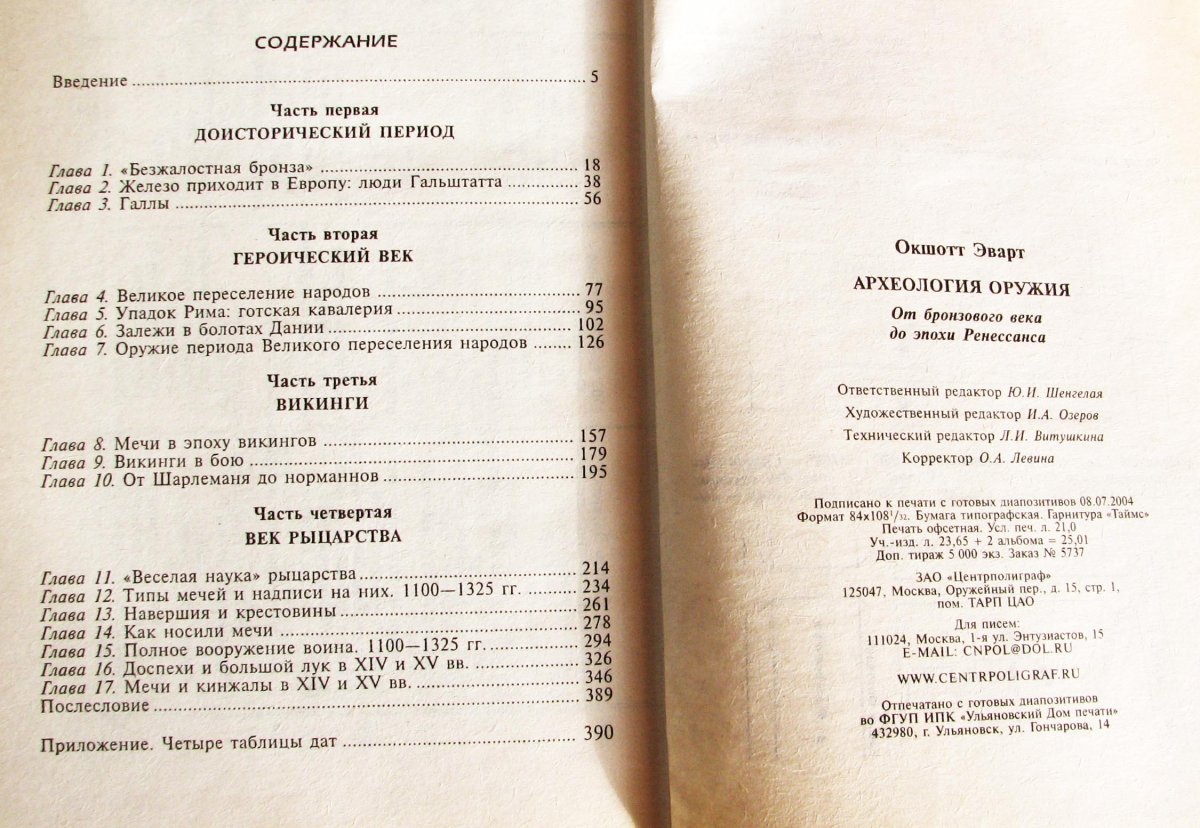 СОДЕРЖАНИЕ
Введение ........ 5
Часть первая
ДОИСТОРИЧЕСКИЙ ПЕРИОД
Глава 1. «Безжалостная бронза» ........ 18
Глава 2. Железо приходит в Европу: люди Гальштатта ........ 38
Глава 3. Галлы ........ 56
Часть вторая
ГЕРОИЧЕСКИЙ ВЕК
Глава 4. Великое переселение народов ........ 77
Глава 5. Упадок Рима: готская кавалерия ........ 95
Глава 6. Залежи в болотах Дании ........ 102
Глава 7. Оружие периода Великого переселения народов ........ 126
Часть третья
ВИКИНГИ
Глава 8. Мечи в эпоху викингов ........ 157
Глава 9. Викинги в бою ........ 179
Глава 10. От Шарлеманя до норманнов ........ 195
Часть четвертая
ВЕК РЫЦАРСТВА
Глава 11. «Веселая наука» рыцарства ........ 214
Глава 12. Типы мечей и надписи на них. 1100—1325 гг. ........ 234
Глава 13. Навершия и крестовины ........ 261
Глава 14. Как носили мечи ........ 278
Глава 15. Полное вооружение воина. 1100—1325 гг. ........ 294
Глава 16. Доспехи и большой лук в XIV и XV вв. ........ 326
Глава 17. Мечи и кинжалы в XIV и XV вв. ........ 346
Послесловие ........ 389
Приложение. Четыре таблицы дат ........ 390
Окшотт Эварт
АРХЕОЛОГИЯ ОРУЖИЯ
От бронзового века
до эпохи Ренессанса
Ответственный редактор Ю.И. Шенгелая
Художественный редактор И.А. Озеров
Технический редактор Л.И. Витушкина
Корректор О.А. Левина
Подписано к печати с готовых диапозитивов 08.07.2004
Формат 84x108¹/₃₂. Бумага типографская. Гарнитура «Таймс»
Печать офсетная. Усл. печ. л. 21,0
Уч.-изд. л. 23,65 + 2 альбома = 25,01
Доп. тираж 5 000 экз. Заказ № 5737
ЗАО «Центрполиграф»
125047, Москва, Оружейный пер., д. 15, стр. 1,
пом. ТАРП ЦАО
Для писем:
111024, Москва, 1-я ул. Энтузиастов, 15
E-MAIL: CNPOL@DOL.RU
WWW.CENTRPOLIGRAF.RU
Отпечатано с готовых диапозитивов
во ФГУП ИПК «Ульяновский Дом печати»
432980, г. Ульяновск, ул. Гончарова, 14